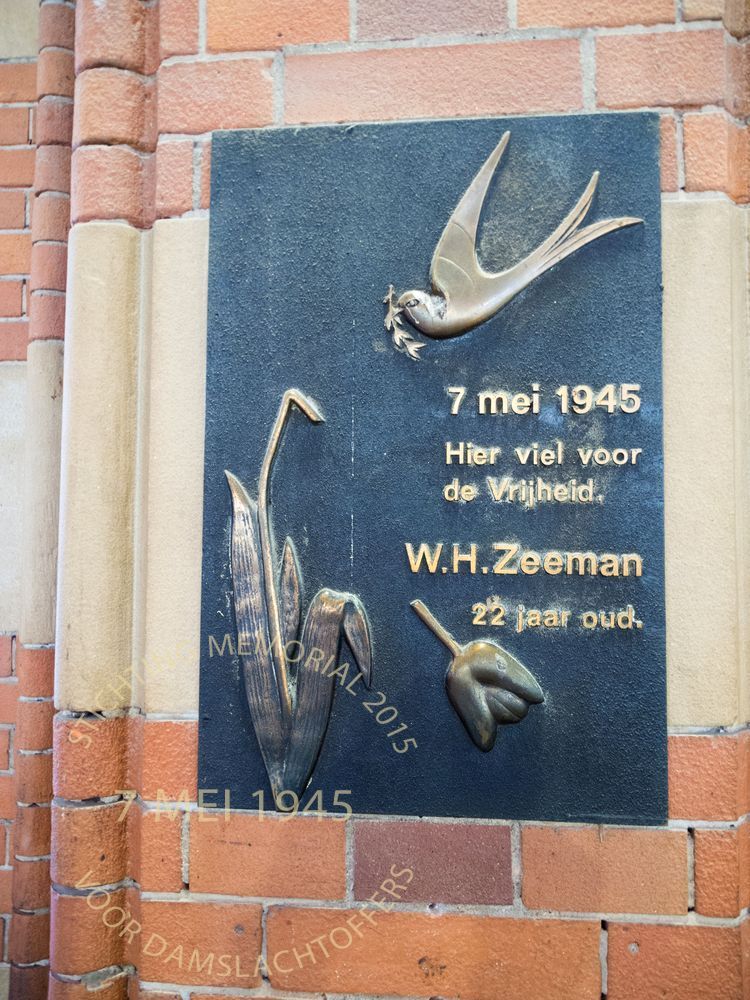 7 mei 1945
Hier viel voor
de Vrijheid.
W.H.Zeeman
22 jaar oud.
STICHTING MEMORIAL 2015
7 MEI 1945
VOOR DAMSLACHTOFFERS